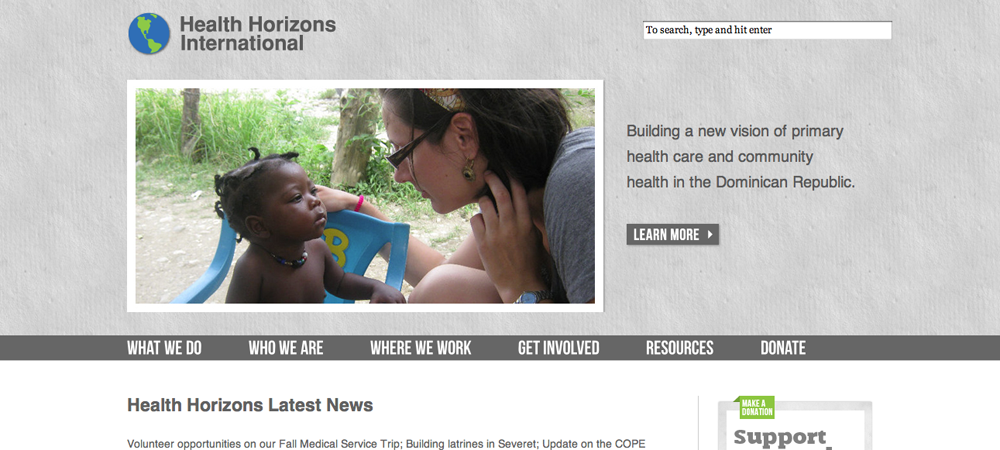 Health Horizons
International
To search, type and hit enter
Building a new vision of primary
health care and community
health in the Dominican Republic.
LEARN MORE
WHAT WE DO WHO WE ARE WHERE WE WORK GET INVOLVED RESOURCES DONATE
Health Horizons Latest News
Volunteer opportunities on our Fall Medical Service Trip; Building latrines in Severet; Update on the COPE
MAKE A
DONATION
Support